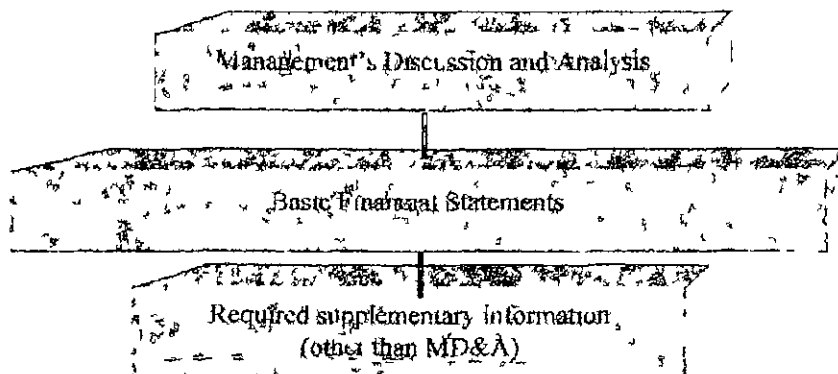 Management's Discussion and Analysis
Basic Financial Statements
Required supplementary information
(other than MD&A)